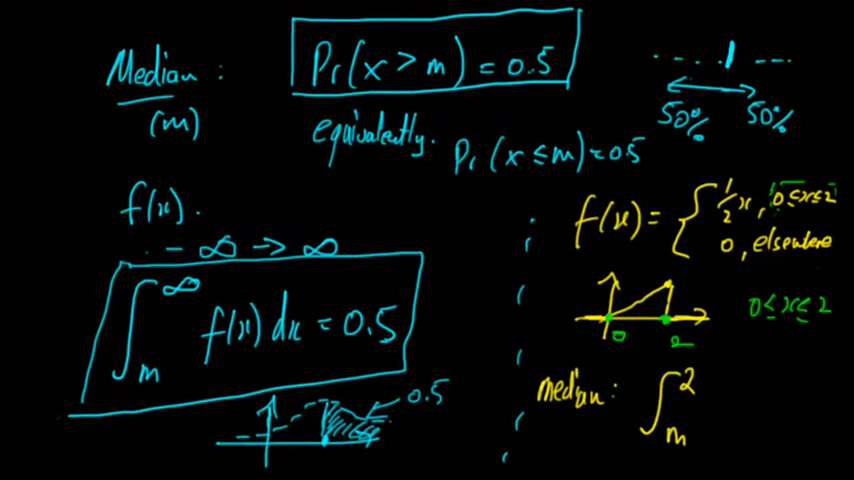 Median :
(m)
Pr(x > m) = 0.5
50% 50%
equivalently. Pr(x ≤ m) = 0.5
f(x).
- ∞ → ∞
∫ₘ^∞ f(x) dx = 0.5
0.5
f(x) = { 1/2 x, 0 ≤ x ≤ 2
0, elsewhere
0 2
0 ≤ x ≤ 2
median: ∫ₘ²